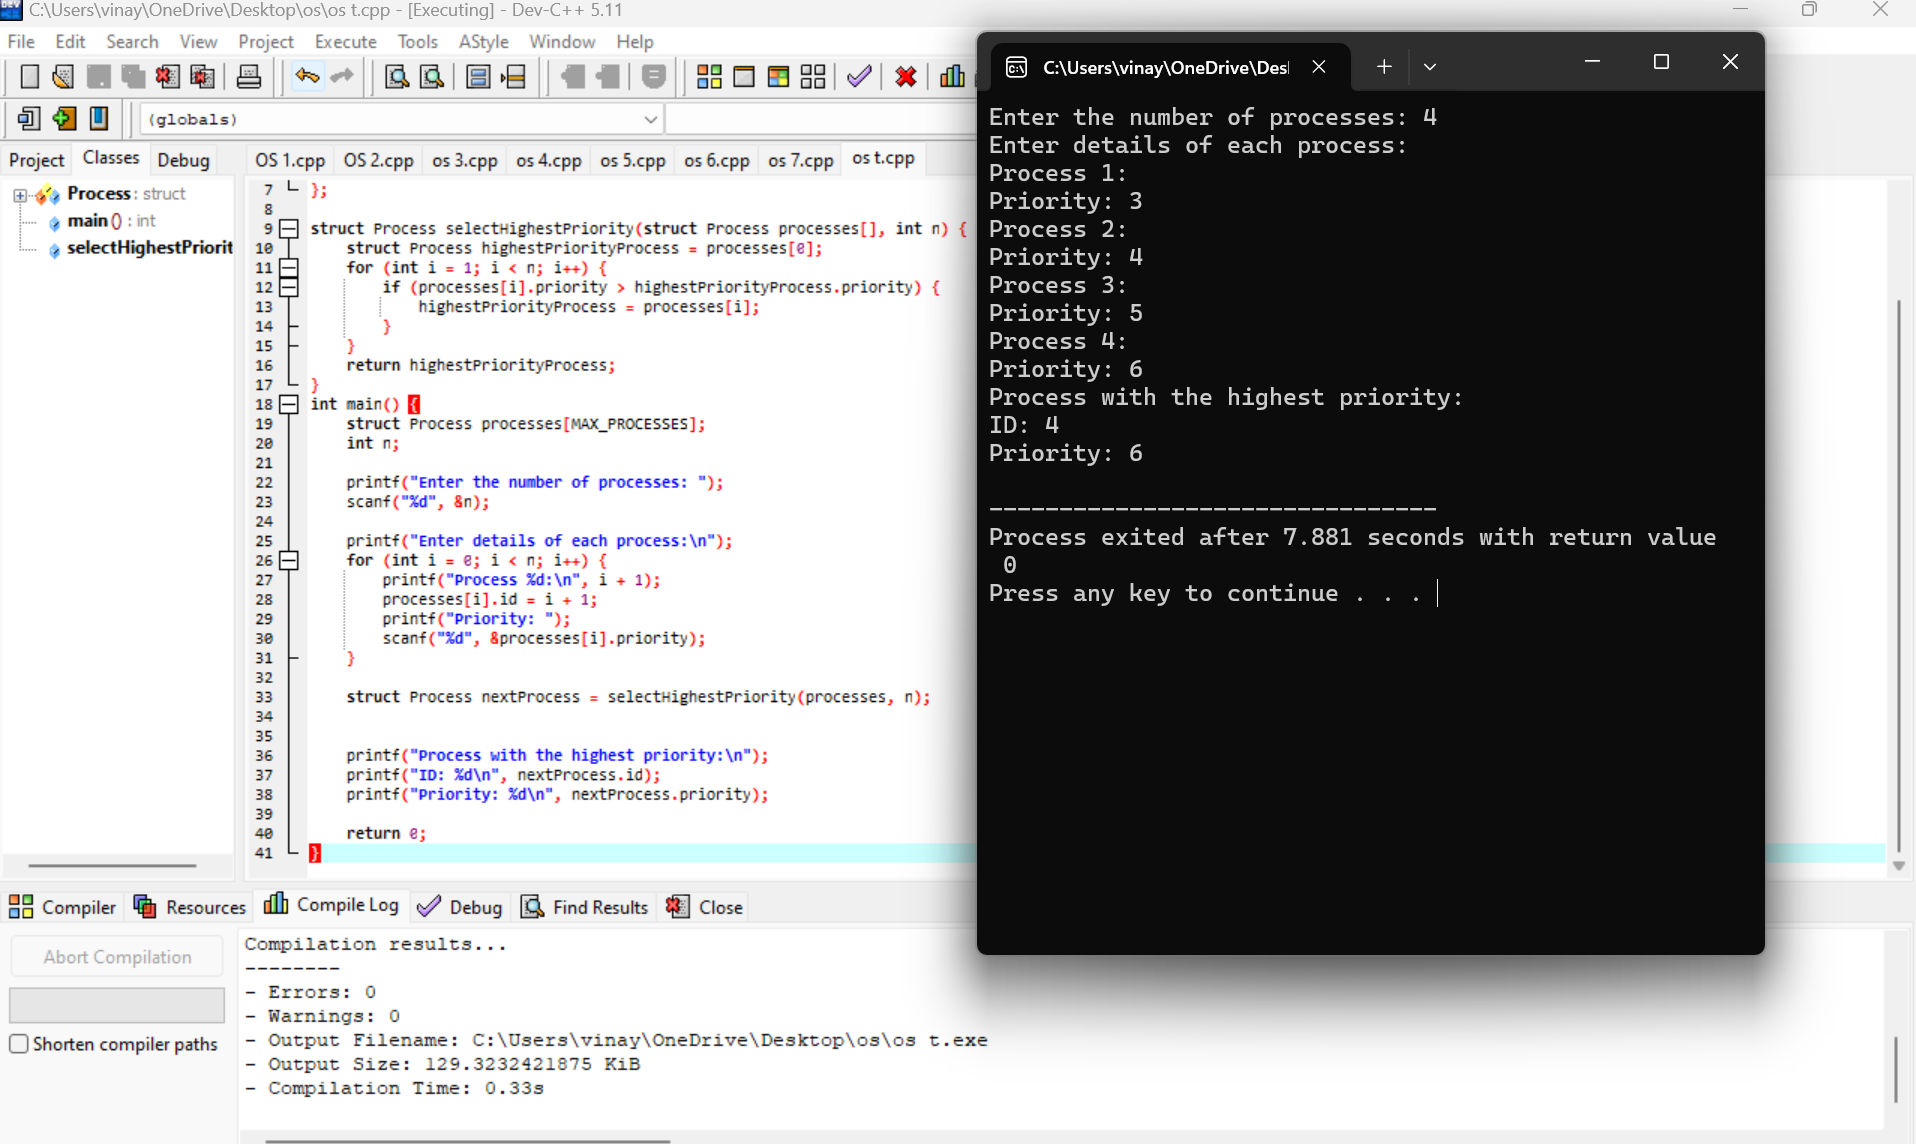 C:\Users\vinay\OneDrive\Desktop\os\os t.cpp - [Executing] - Dev-C++ 5.11
File Edit Search View Project Execute Tools AStyle Window Help
(globals)
Project Classes Debug
OS 1.cpp OS 2.cpp os 3.cpp os 4.cpp os 5.cpp os 6.cpp os 7.cpp os t.cpp
Process : struct
main () : int
selectHighestPriorit
7 };
8
9 struct Process selectHighestPriority(struct Process processes[], int n) {
10 struct Process highestPriorityProcess = processes[0];
11 for (int i = 1; i < n; i++) {
12 if (processes[i].priority > highestPriorityProcess.priority) {
13 highestPriorityProcess = processes[i];
14 }
15 }
16 return highestPriorityProcess;
17 }
18 int main() {
19 struct Process processes[MAX_PROCESSES];
20 int n;
21
22 printf("Enter the number of processes: ");
23 scanf("%d", &n);
24
25 printf("Enter details of each process:\n");
26 for (int i = 0; i < n; i++) {
27 printf("Process %d:\n", i + 1);
28 processes[i].id = i + 1;
29 printf("Priority: ");
30 scanf("%d", &processes[i].priority);
31 }
32
33 struct Process nextProcess = selectHighestPriority(processes, n);
34
35
36 printf("Process with the highest priority:\n");
37 printf("ID: %d\n", nextProcess.id);
38 printf("Priority: %d\n", nextProcess.priority);
39
40 return 0;
41 }
C:\Users\vinay\OneDrive\Des
Enter the number of processes: 4
Enter details of each process:
Process 1:
Priority: 3
Process 2:
Priority: 4
Process 3:
Priority: 5
Process 4:
Priority: 6
Process with the highest priority:
ID: 4
Priority: 6
--------------------------------
Process exited after 7.881 seconds with return value
0
Press any key to continue . . .
Compiler Resources Compile Log Debug Find Results Close
Abort Compilation
Shorten compiler paths
Compilation results...
--------
- Errors: 0
- Warnings: 0
- Output Filename: C:\Users\vinay\OneDrive\Desktop\os\os t.exe
- Output Size: 129.3232421875 KiB
- Compilation Time: 0.33s